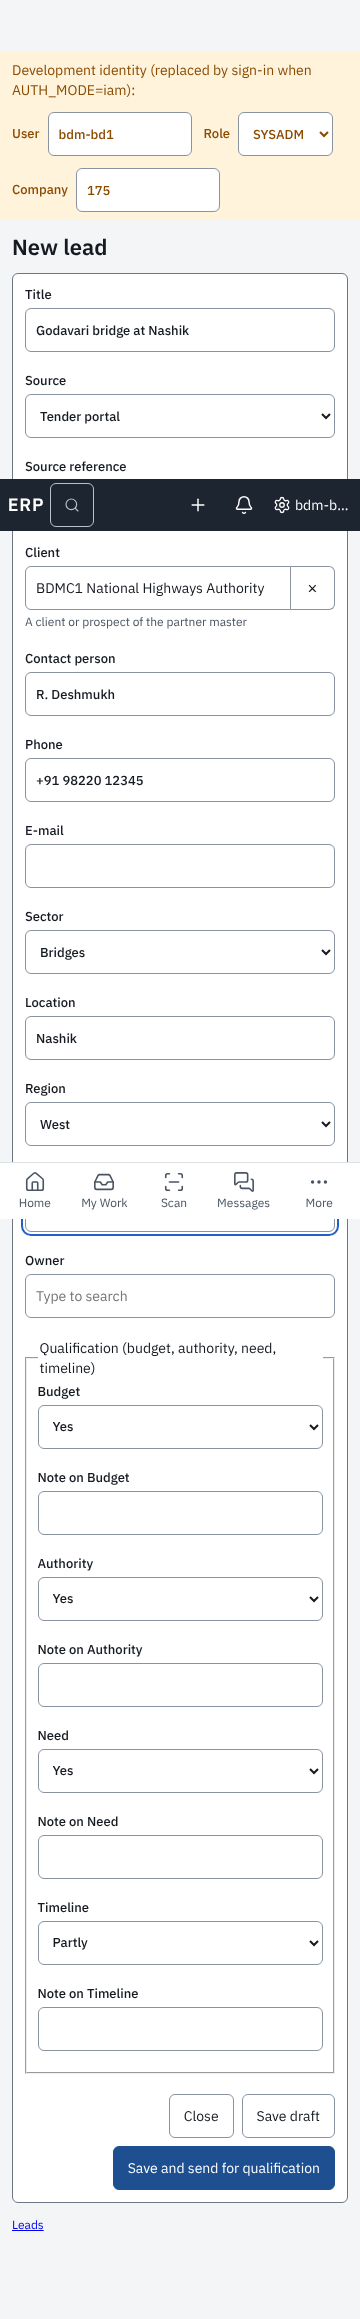 Development identity (replaced by sign-in when
AUTH_MODE=iam):
User bdm-bd1 Role SYSADM
Company 175
New lead
Title
Godavari bridge at Nashik
Source
Tender portal
Source reference
ERP bdm-b...
Client
BDMC1 National Highways Authority ×
A client or prospect of the partner master
Contact person
R. Deshmukh
Phone
+91 98220 12345
E-mail
Sector
Bridges
Location
Nashik
Region
West
Home My Work Scan Messages More
Owner
Type to search
Qualification (budget, authority, need,
timeline)
Budget
Yes
Note on Budget
Authority
Yes
Note on Authority
Need
Yes
Note on Need
Timeline
Partly
Note on Timeline
Close Save draft
Save and send for qualification
Leads